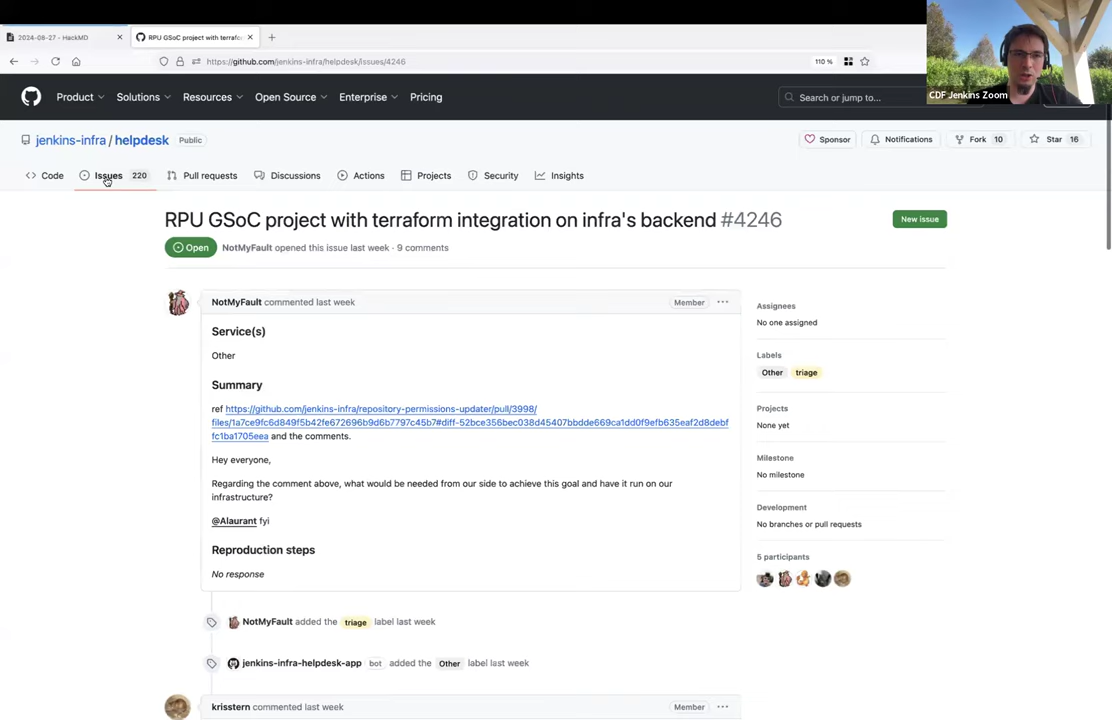 2024-08-27 - HackMD
RPU GSoC project with terrafor
https://github.com/jenkins-infra/helpdesk/issues/4246
110 %
CDF Jenkins Zoom
Product
Solutions
Resources
Open Source
Enterprise
Pricing
Search or jump to...
jenkins-infra / helpdesk
Public
Sponsor
Notifications
Fork 10
Star 16
Code
Issues 220
Pull requests
Discussions
Actions
Projects
Security
Insights
RPU GSoC project with terraform integration on infra's backend #4246
New issue
Open
NotMyFault opened this issue last week · 9 comments
NotMyFault commented last week
Member
Service(s)
Other
Summary
ref https://github.com/jenkins-infra/repository-permissions-updater/pull/3998/
files/1a7ce9fc6d849f5b42fe672696b9d6b7797c45b7#diff-52bce356bec038d45407bbdde669ca1dd0f9efb635eaf2d8debf
fc1ba1705eea and the comments.
Hey everyone,
Regarding the comment above, what would be needed from our side to achieve this goal and have it run on our
infrastructure?
@Alaurant fyi
Reproduction steps
No response
NotMyFault added the triage label last week
jenkins-infra-helpdesk-app bot added the Other label last week
krisstern commented last week
Member
Assignees
No one assigned
Labels
Other
triage
Projects
None yet
Milestone
No milestone
Development
No branches or pull requests
5 participants